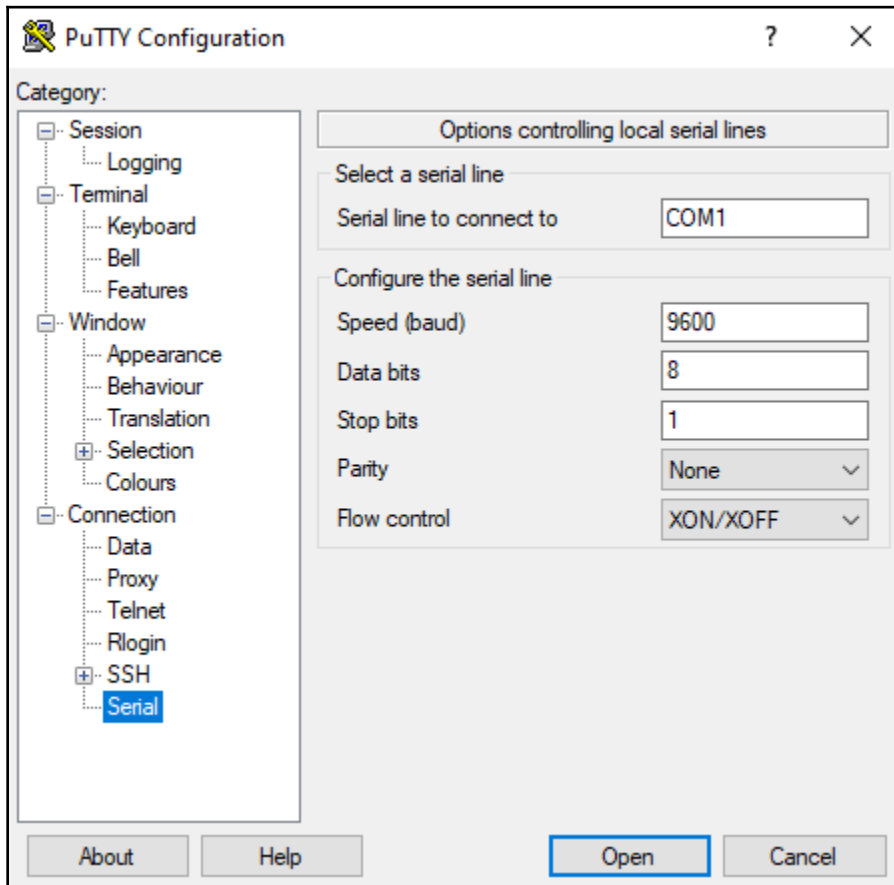 PuTTY Configuration
?
Category:
Session
Logging
Terminal
Keyboard
Bell
Features
Window
Appearance
Behaviour
Translation
Selection
Colours
Connection
Data
Proxy
Telnet
Rlogin
SSH
Serial
Options controlling local serial lines
Select a serial line
Serial line to connect to COM1
Configure the serial line
Speed (baud) 9600
Data bits 8
Stop bits 1
Parity None
Flow control XON/XOFF
About Help Open Cancel